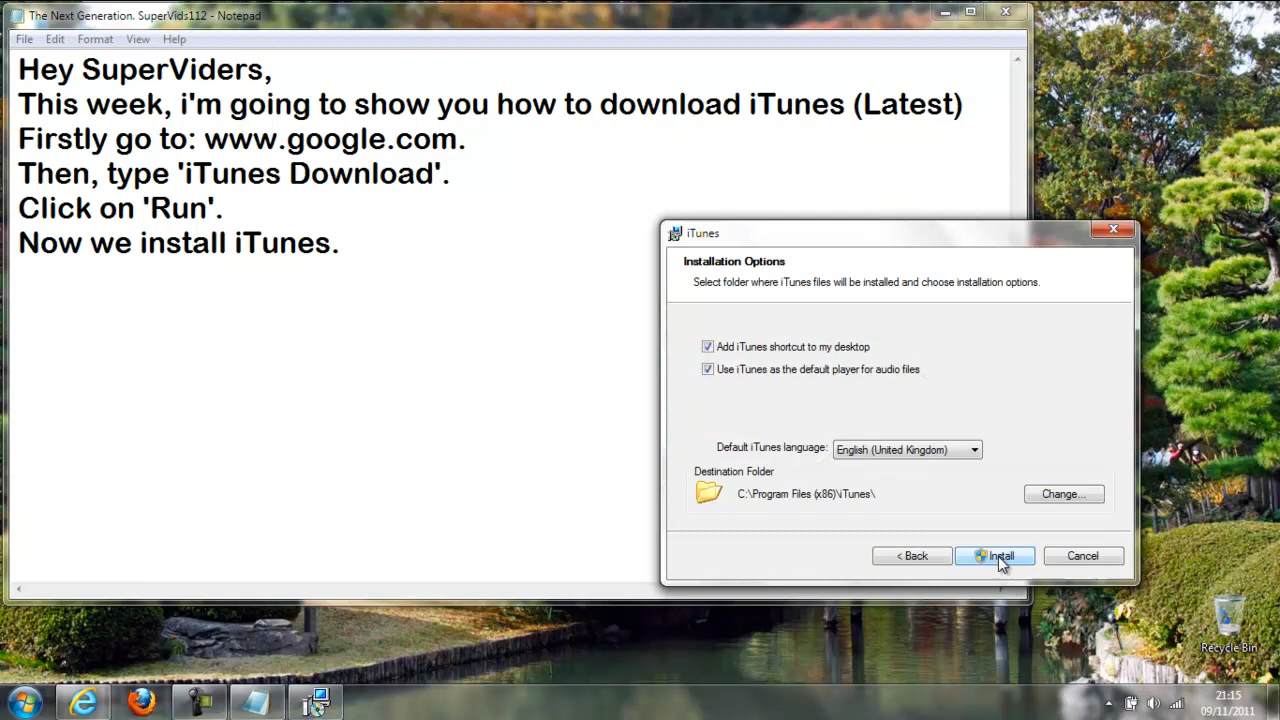 The Next Generation. SuperVids112 - Notepad
File Edit Format View Help
Hey SuperViders,
This week, i'm going to show you how to download iTunes (Latest)
Firstly go to: www.google.com.
Then, type 'iTunes Download'.
Click on 'Run'.
Now we install iTunes.
iTunes
Installation Options
Select folder where iTunes files will be installed and choose installation options.
Add iTunes shortcut to my desktop
Use iTunes as the default player for audio files
Default iTunes language: English (United Kingdom)
Destination Folder
C:\Program Files (x86)\iTunes\ Change...
< Back Install Cancel
Recycle Bin
21:15
09/11/2011